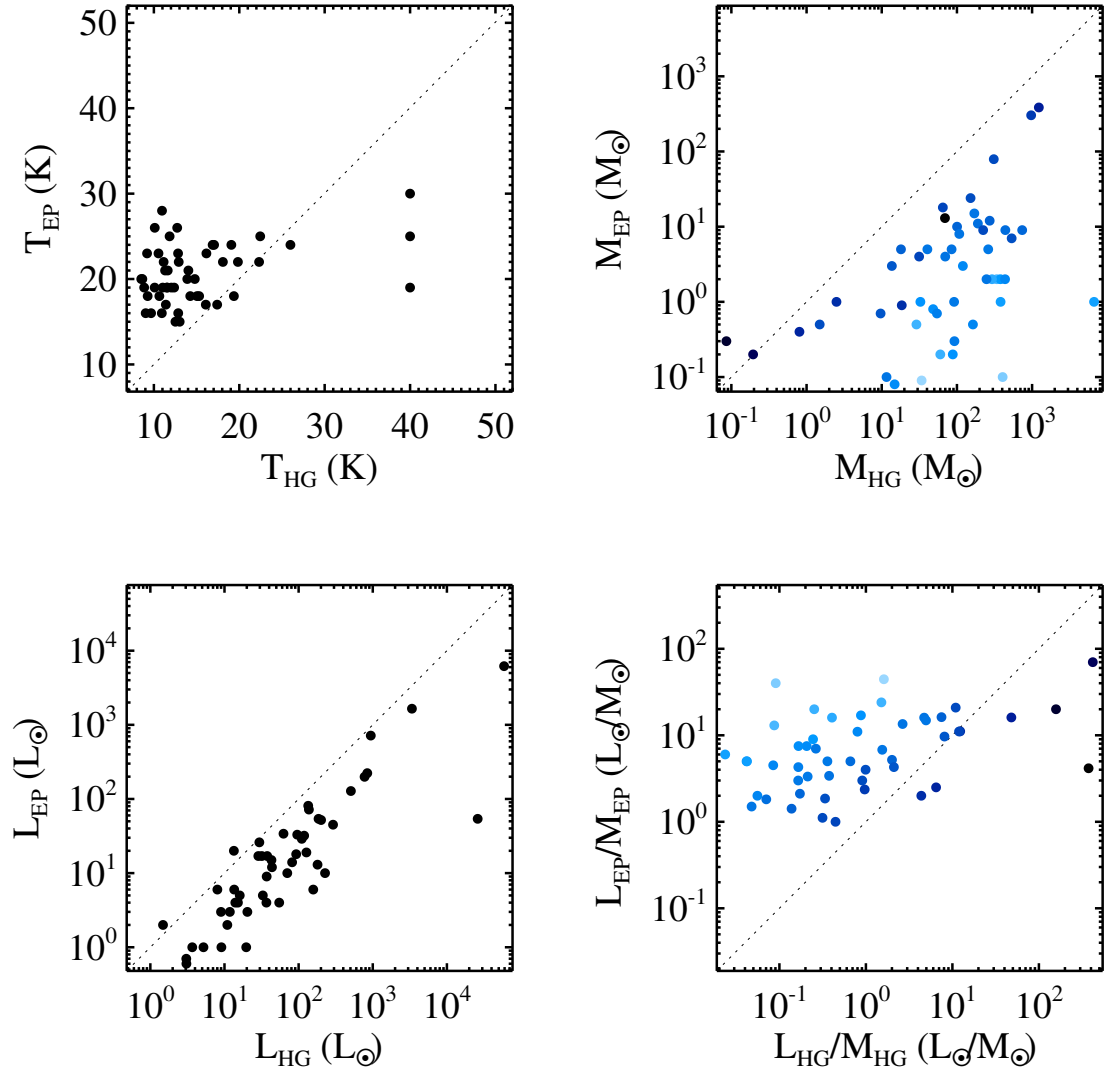 50
40
30
20
10
T_EP (K)
10 20 30 40 50
T_HG (K)
10^3
10^2
10^1
10^0
10^-1
M_EP (M_⊙)
10^-1 10^0 10^1 10^2 10^3
M_HG (M_⊙)
10^4
10^3
10^2
10^1
10^0
L_EP (L_⊙)
10^0 10^1 10^2 10^3 10^4
L_HG (L_⊙)
10^2
10^1
10^0
10^-1
L_EP/M_EP (L_⊙/M_⊙)
10^-1 10^0 10^1 10^2
L_HG/M_HG (L_⊙/M_⊙)